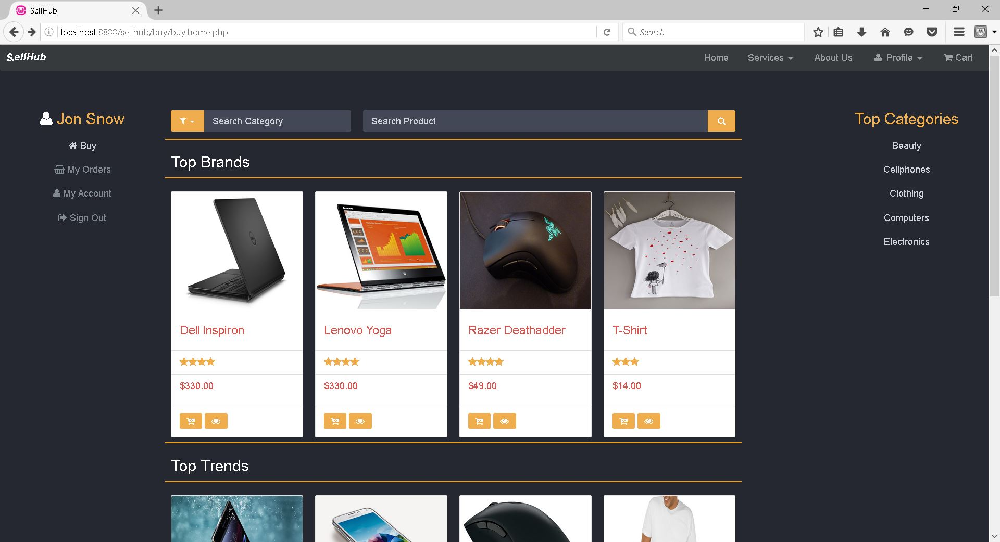 SellHub
localhost:8888/sellhub/buy/buy.home.php
Search
SellHub
Home Services About Us Profile Cart
Jon Snow
Buy
My Orders
My Account
Sign Out
Search Category
Search Product
Top Categories
Beauty
Cellphones
Clothing
Computers
Electronics
Top Brands
lenovo
Dell Inspiron
$330.00
Lenovo Yoga
$330.00
Razer Deathadder
$49.00
T-Shirt
$14.00
Top Trends